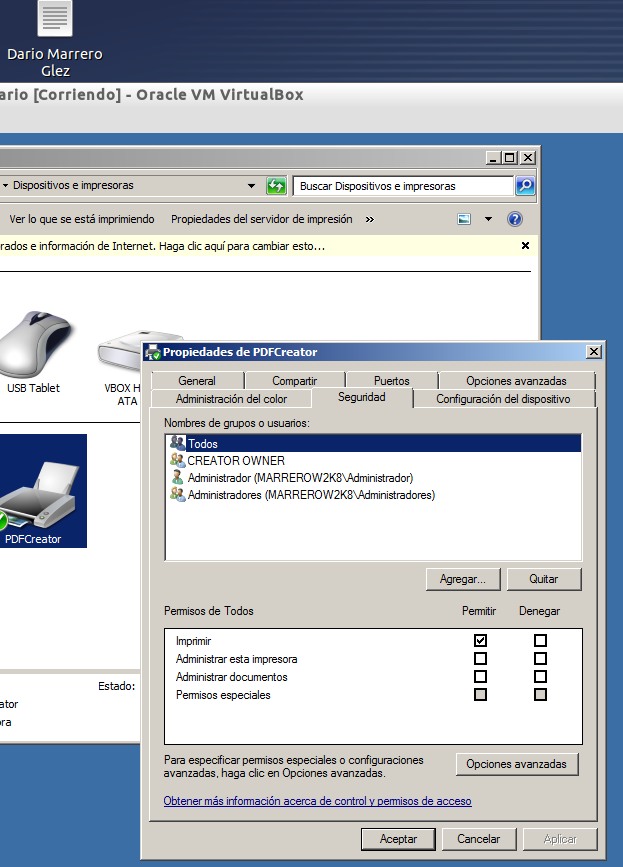 Dario Marrero
Glez
ario [Corriendo] - Oracle VM VirtualBox
Dispositivos e impresoras
Buscar Dispositivos e impresoras
Ver lo que se está imprimiendo
Propiedades del servidor de impresión
»
rados e información de Internet. Haga clic aquí para cambiar esto...
USB Tablet
VBOX H
ATA
PDFCreator
Estado:
ator
ora
Propiedades de PDFCreator
General
Compartir
Puertos
Opciones avanzadas
Administración del color
Seguridad
Configuración del dispositivo
Nombres de grupos o usuarios:
Todos
CREATOR OWNER
Administrador (MARREROW2K8\Administrador)
Administradores (MARREROW2K8\Administradores)
Agregar...
Quitar
Permisos de Todos
Permitir
Denegar
Imprimir
Administrar esta impresora
Administrar documentos
Permisos especiales
Para especificar permisos especiales o configuraciones
avanzadas, haga clic en Opciones avanzadas.
Opciones avanzadas
Obtener más información acerca de control y permisos de acceso
Aceptar
Cancelar
Aplicar